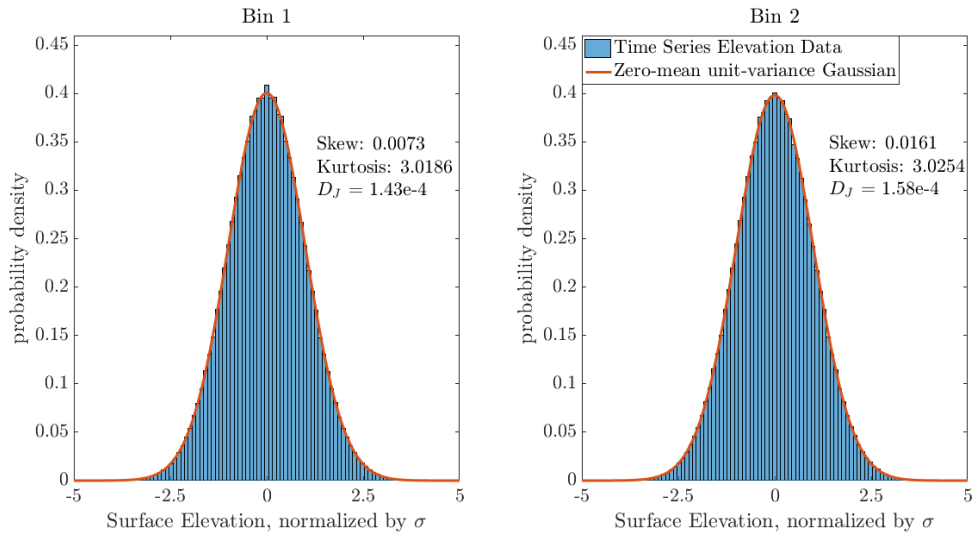 Bin 1
0.45
0.4
0.35
0.3
0.25
0.2
0.15
0.1
0.05
0
probability density
Skew: 0.0073
Kurtosis: 3.0186
D_J = 1.43e-4
-5
-2.5
0
2.5
5
Surface Elevation, normalized by σ
Bin 2
0.45
0.4
0.35
0.3
0.25
0.2
0.15
0.1
0.05
0
probability density
Time Series Elevation Data
Zero-mean unit-variance Gaussian
Skew: 0.0161
Kurtosis: 3.0254
D_J = 1.58e-4
-5
-2.5
0
2.5
5
Surface Elevation, normalized by σ